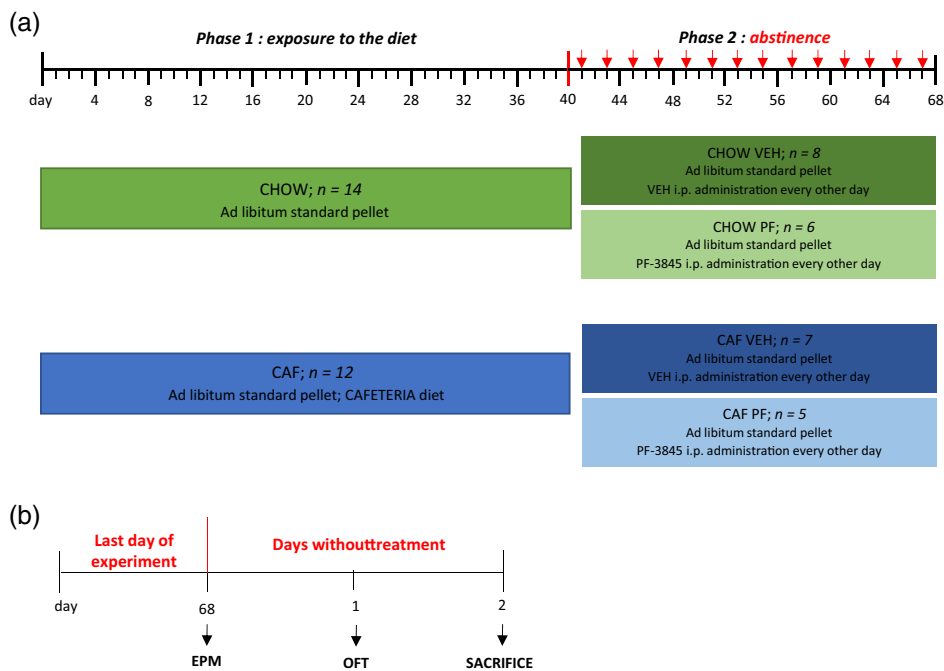 (a)
Phase 1 : exposure to the diet
Phase 2 : abstinence
day 4 8 12 16 20 24 28 32 36 40 44 48 52 56 60 64 68
CHOW; n = 14
Ad libitum standard pellet
CHOW VEH; n = 8
Ad libitum standard pellet
VEH i.p. administration every other day
CHOW PF; n = 6
Ad libitum standard pellet
PF-3845 i.p. administration every other day
CAF; n = 12
Ad libitum standard pellet; CAFETERIA diet
CAF VEH; n = 7
Ad libitum standard pellet
VEH i.p. administration every other day
CAF PF; n = 5
Ad libitum standard pellet
PF-3845 i.p. administration every other day
(b)
Last day of
experiment
Days withouttreatment
day 68 1 2
EPM OFT SACRIFICE